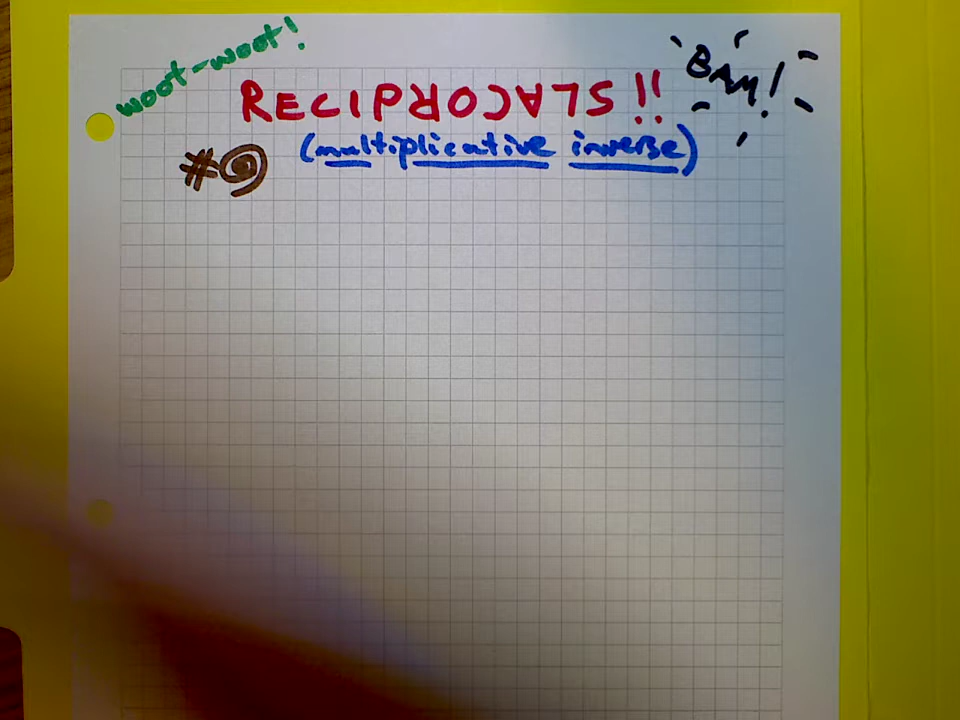 woot-woot!
RECIPROCALS!!
BAM!
(multiplicative inverse)
#9